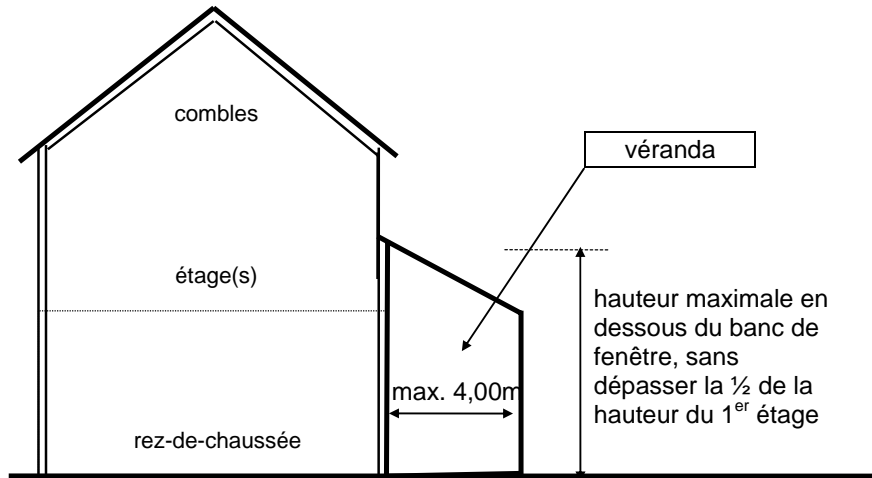 combles
véranda
étage(s)
hauteur maximale en
dessous du banc de
fenêtre, sans
dépasser la ½ de la
hauteur du 1er étage
max. 4,00m
rez-de-chaussée